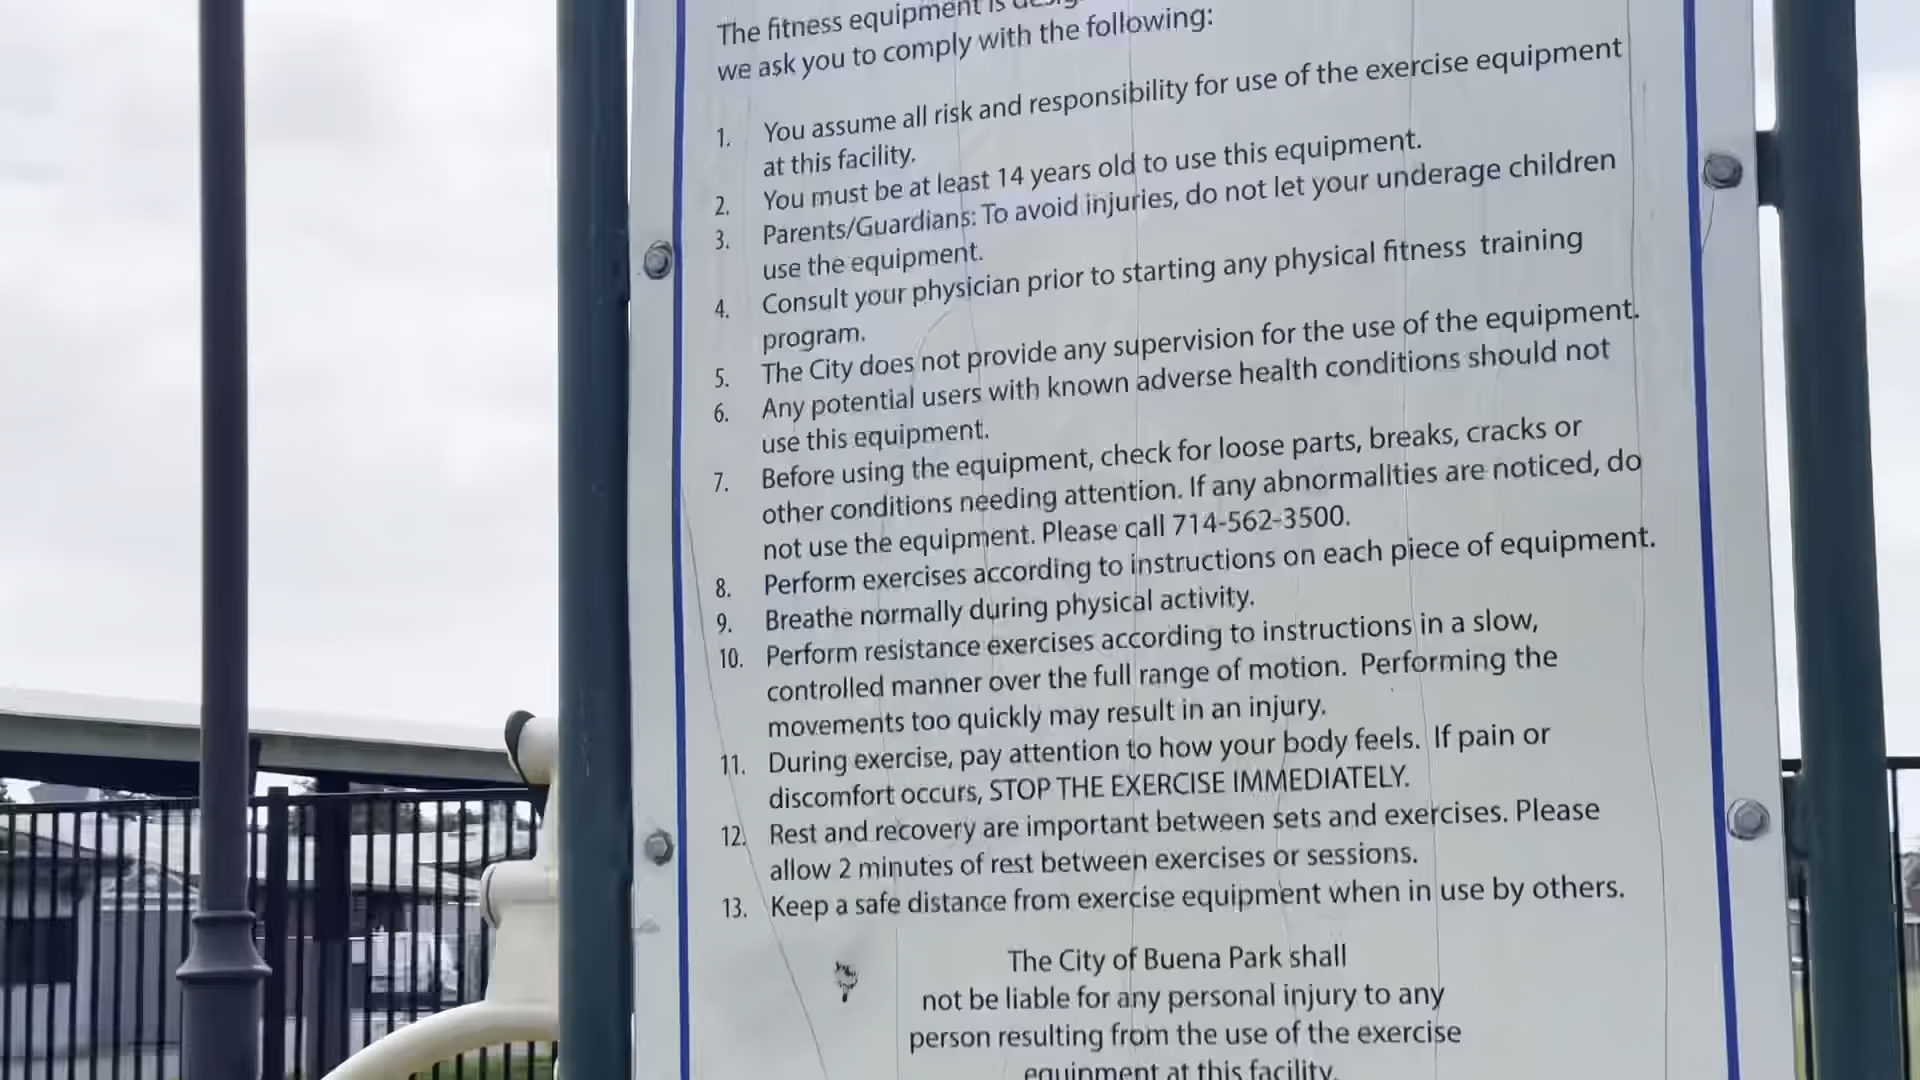 The fitness equipment is
we ask you to comply with the following:
1. You assume all risk and responsibility for use of the exercise equipment
at this facility.
2. You must be at least 14 years old to use this equipment.
3. Parents/Guardians: To avoid injuries, do not let your underage children
use the equipment.
4. Consult your physician prior to starting any physical fitness training
program.
5. The City does not provide any supervision for the use of the equipment.
6. Any potential users with known adverse health conditions should not
use this equipment.
7. Before using the equipment, check for loose parts, breaks, cracks or
other conditions needing attention. If any abnormalities are noticed, do
not use the equipment. Please call 714-562-3500.
8. Perform exercises according to instructions on each piece of equipment.
9. Breathe normally during physical activity.
10. Perform resistance exercises according to instructions in a slow,
controlled manner over the full range of motion. Performing the
movements too quickly may result in an injury.
11. During exercise, pay attention to how your body feels. If pain or
discomfort occurs, STOP THE EXERCISE IMMEDIATELY.
12. Rest and recovery are important between sets and exercises. Please
allow 2 minutes of rest between exercises or sessions.
13. Keep a safe distance from exercise equipment when in use by others.
The City of Buena Park shall
not be liable for any personal injury to any
person resulting from the use of the exercise
equipment at this facility.